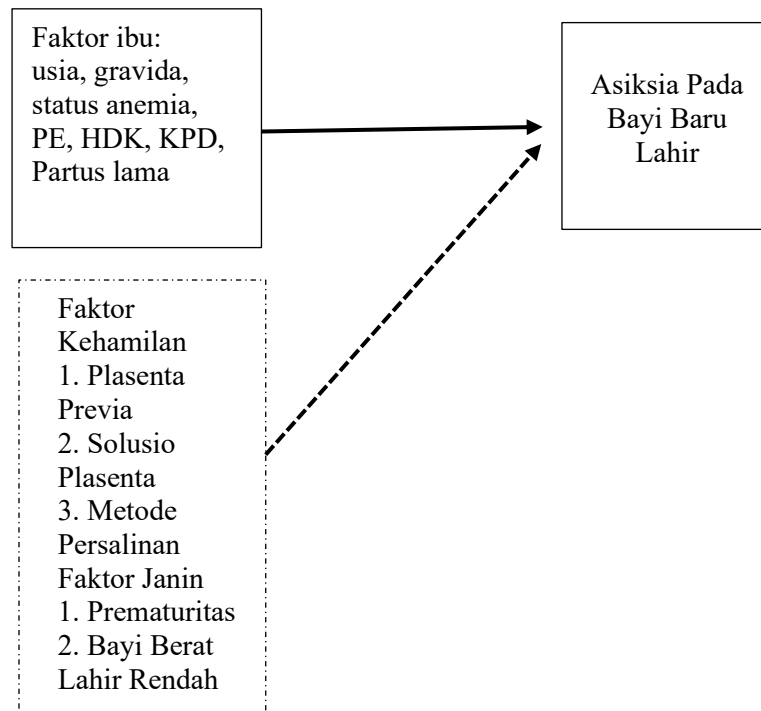 Faktor ibu:
usia, gravida,
status anemia,
PE, HDK, KPD,
Partus lama
Asiksia Pada
Bayi Baru
Lahir
Faktor
Kehamilan
1. Plasenta
Previa
2. Solusio
Plasenta
3. Metode
Persalinan
Faktor Janin
1. Prematuritas
2. Bayi Berat
Lahir Rendah